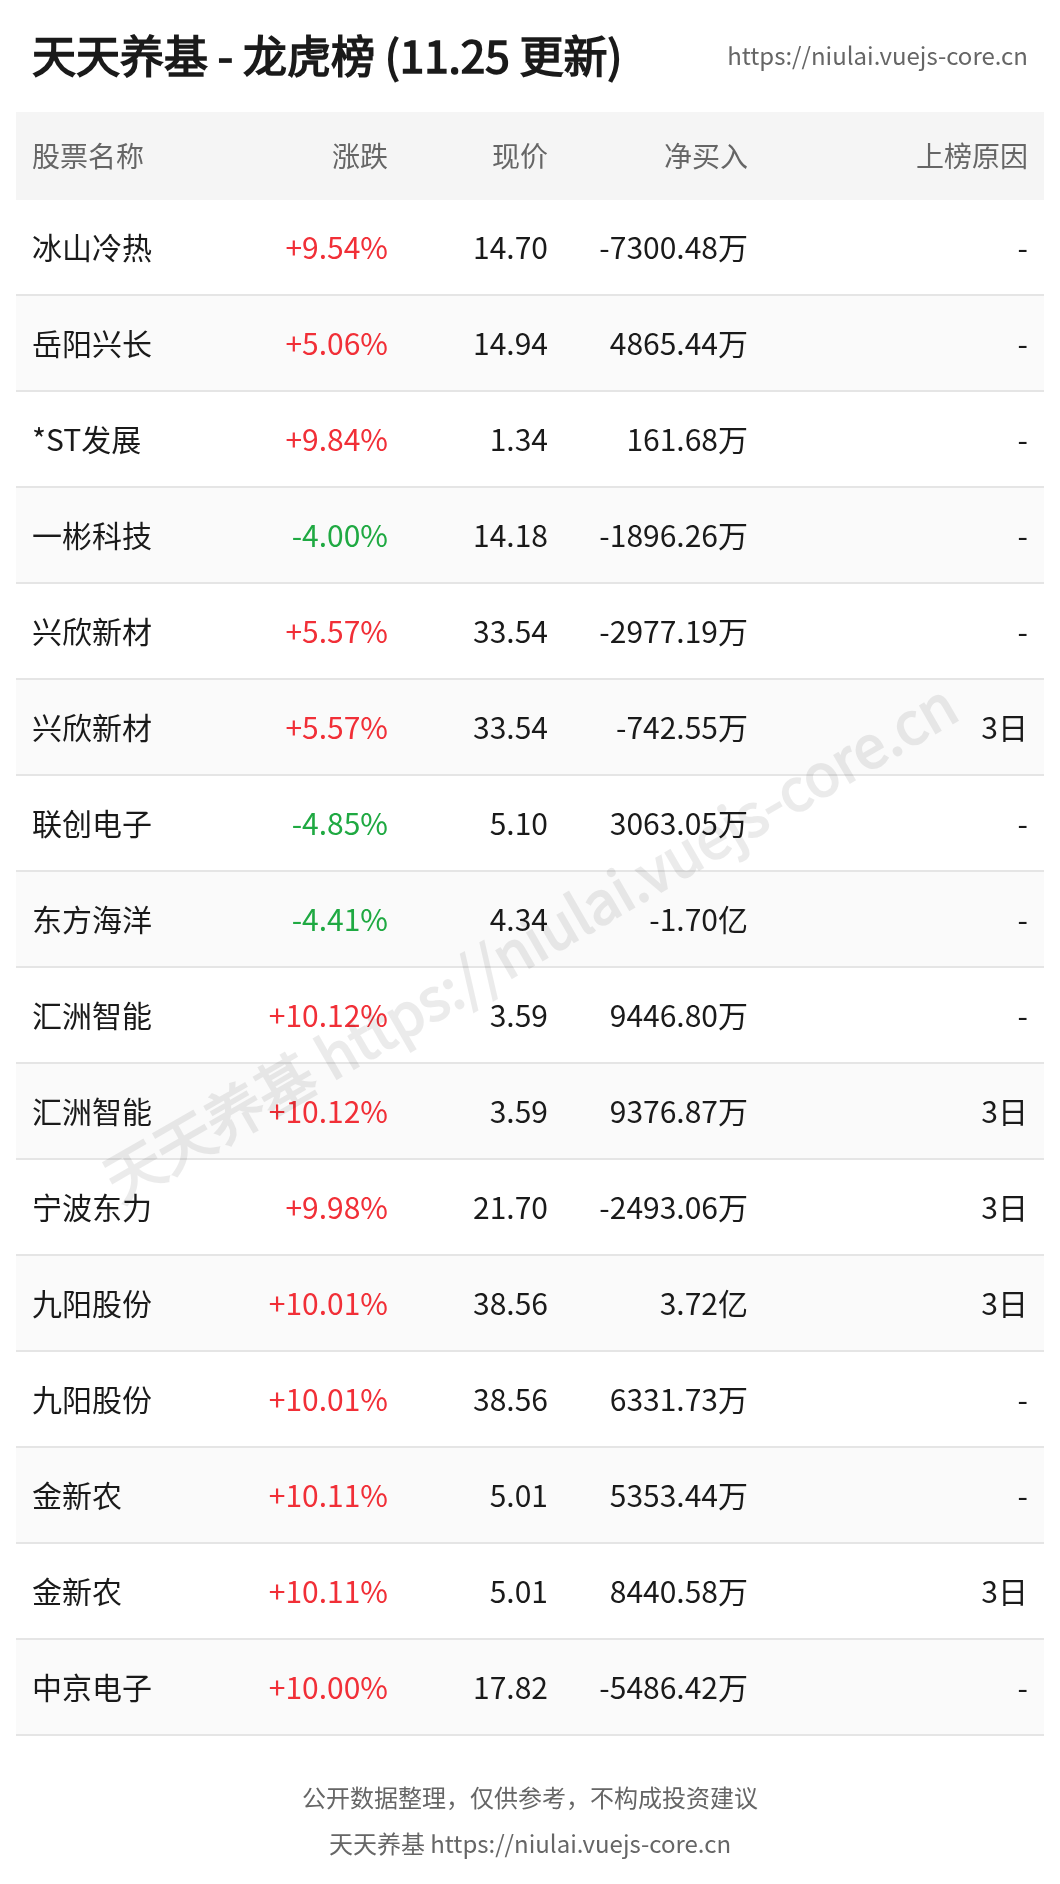 天天养基 - 龙虎榜 (11.25 更新) https://niulai.vuejs-core.cn
股票名称 涨跌 现价 净买入 上榜原因
冰山冷热 +9.54% 14.70 -7300.48万 -
岳阳兴长 +5.06% 14.94 4865.44万 -
*ST发展 +9.84% 1.34 161.68万 -
一彬科技 -4.00% 14.18 -1896.26万 -
兴欣新材 +5.57% 33.54 -2977.19万 -
兴欣新材 +5.57% 33.54 -742.55万 3日
联创电子 -4.85% 5.10 3063.05万 -
东方海洋 -4.41% 4.34 -1.70亿 -
汇洲智能 +10.12% 3.59 9446.80万 -
汇洲智能 +10.12% 3.59 9376.87万 3日
宁波东力 +9.98% 21.70 -2493.06万 3日
九阳股份 +10.01% 38.56 3.72亿 3日
九阳股份 +10.01% 38.56 6331.73万 -
金新农 +10.11% 5.01 5353.44万 -
金新农 +10.11% 5.01 8440.58万 3日
中京电子 +10.00% 17.82 -5486.42万 -
天天养基 https://niulai.vuejs-core.cn
公开数据整理，仅供参考，不构成投资建议
天天养基 https://niulai.vuejs-core.cn